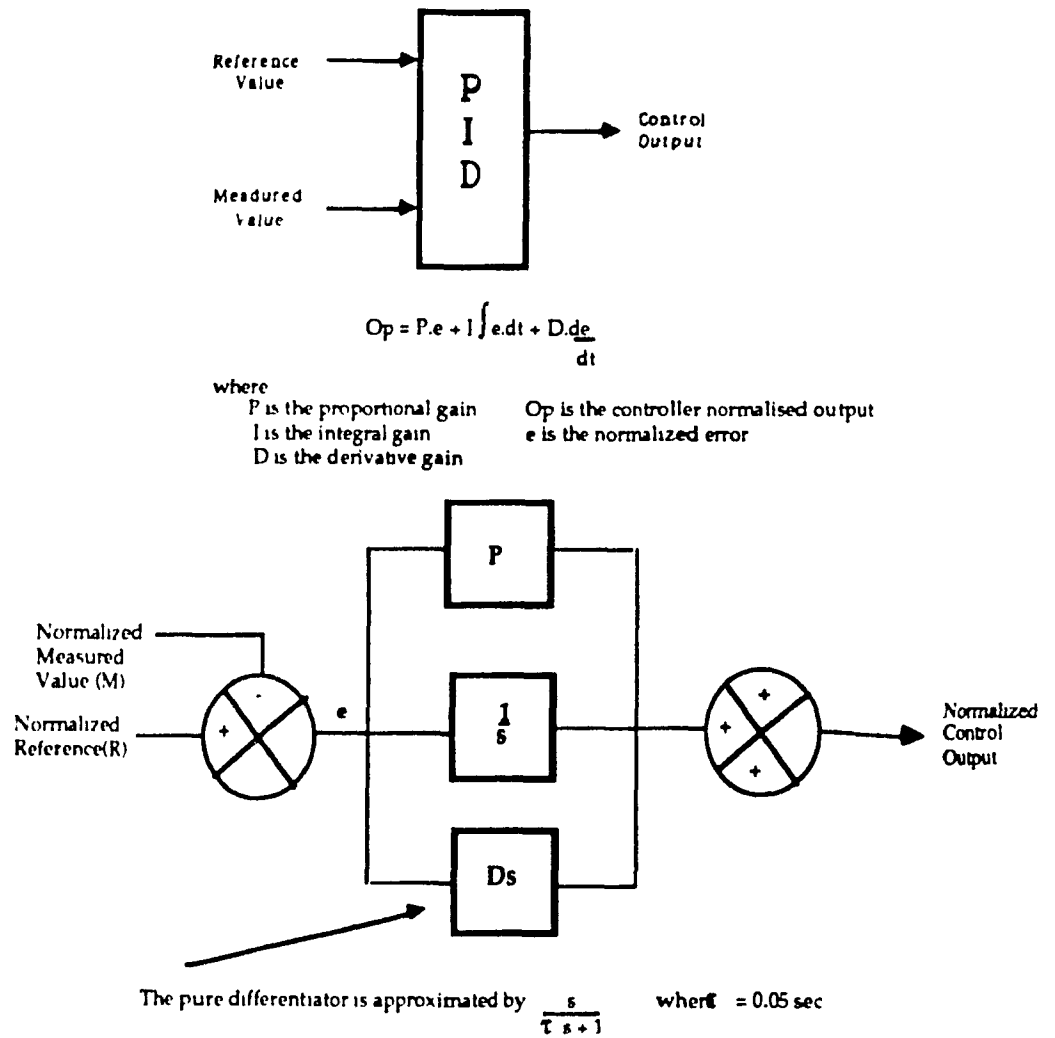 Reference
Value
P
I
D
Control
Output
Meadured
Value
Op = P.e + I ∫ e.dt + D.de
dt
where
P is the proportional gain Op is the controller normalised output
I is the integral gain e is the normalized error
D is the derivative gain
P
Normalized
Measured
Value (M)
-
+
Normalized
Reference(R)
e
I
s
+
+
+
Normalized
Control
Output
Ds
The pure differentiator is approximated by s where τ = 0.05 sec
τ s + 1